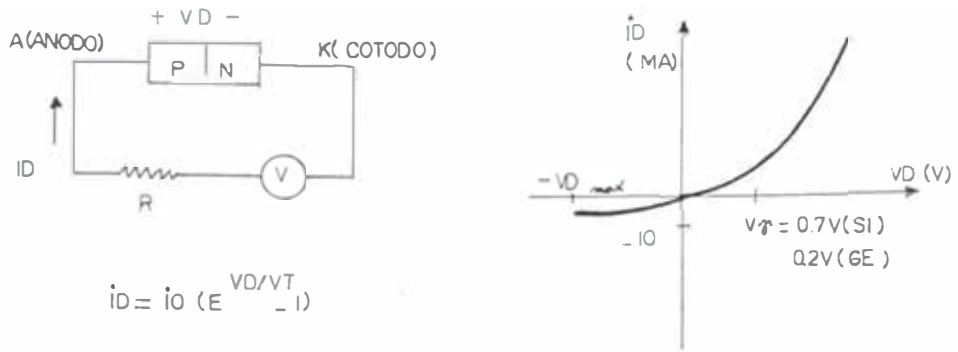 + VD -
A(ANODO)
K( COTODO)
P N
ID
R
V
iD = iO (E^VD/VT - 1)
iD
( MA)
VD (V)
- VD max
- IO
Vγ = 0.7V(SI)
0.2V(GE)